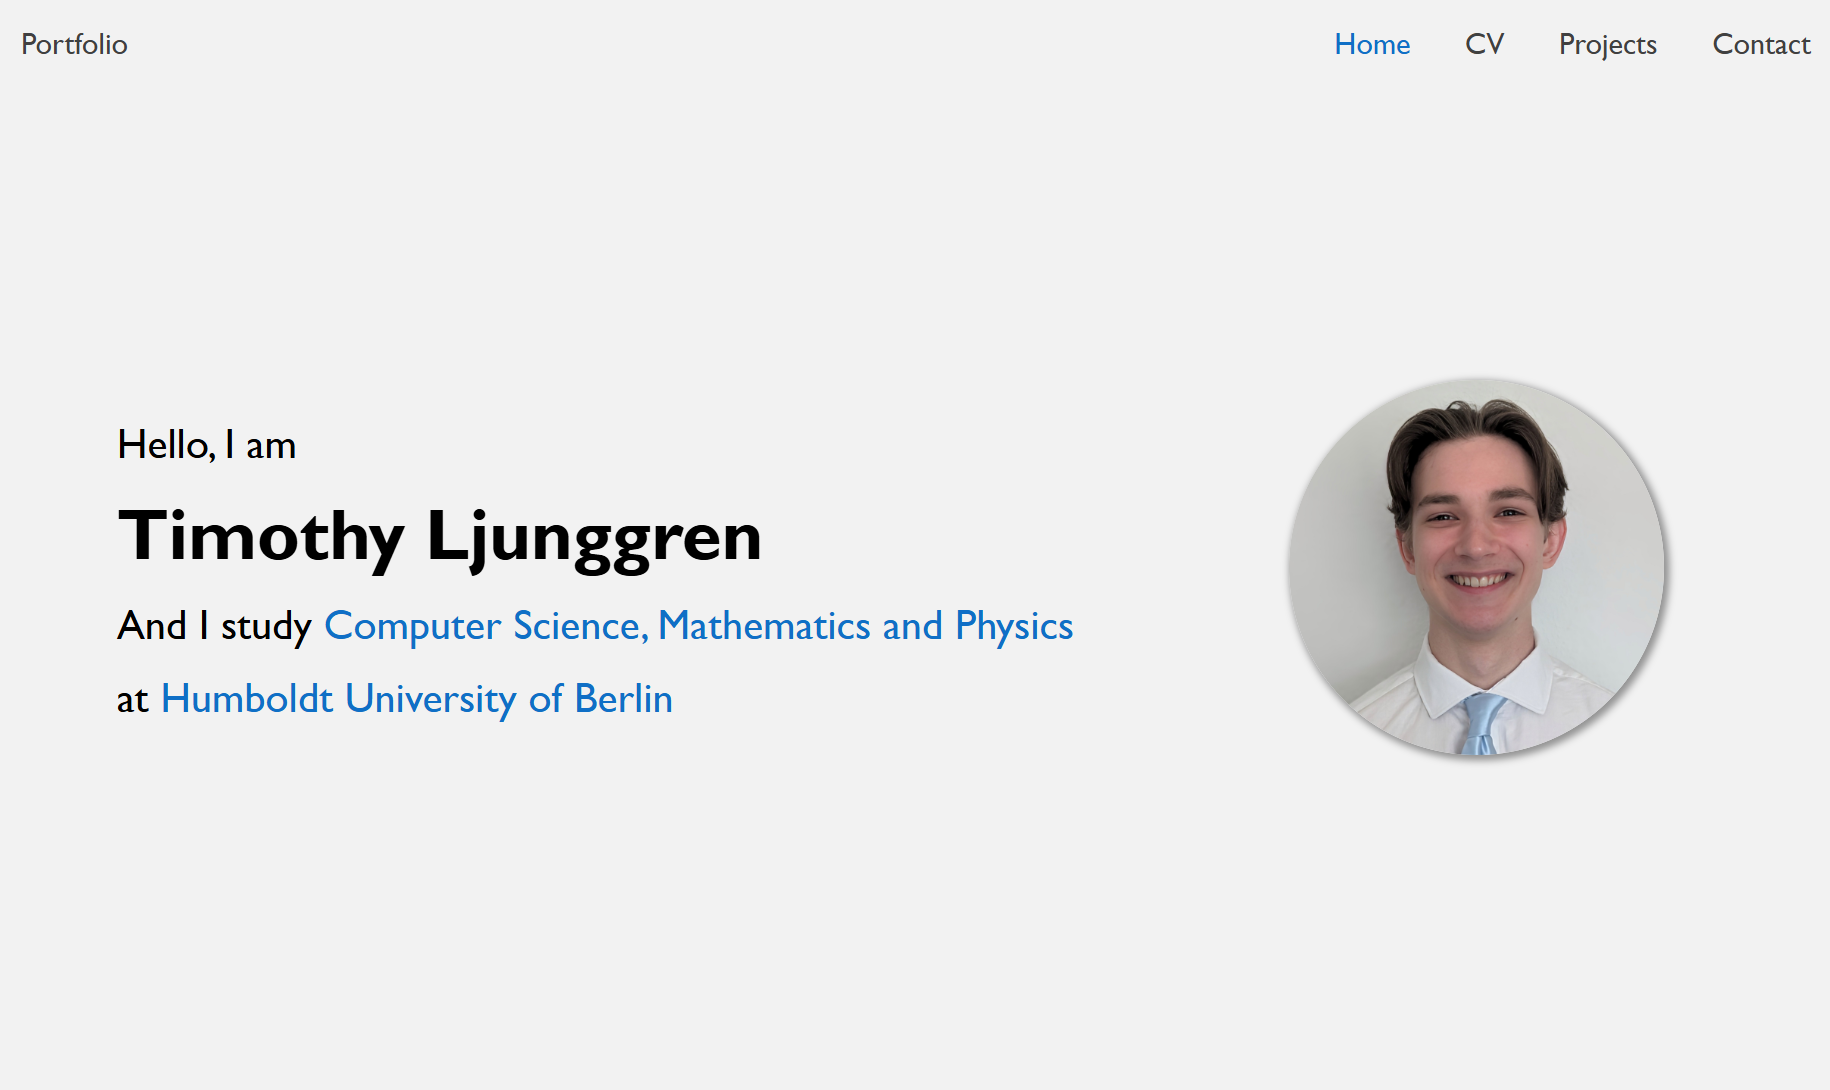 Portfolio Home CV Projects Contact
Hello, I am
Timothy Ljunggren
And I study Computer Science, Mathematics and Physics
at Humboldt University of Berlin